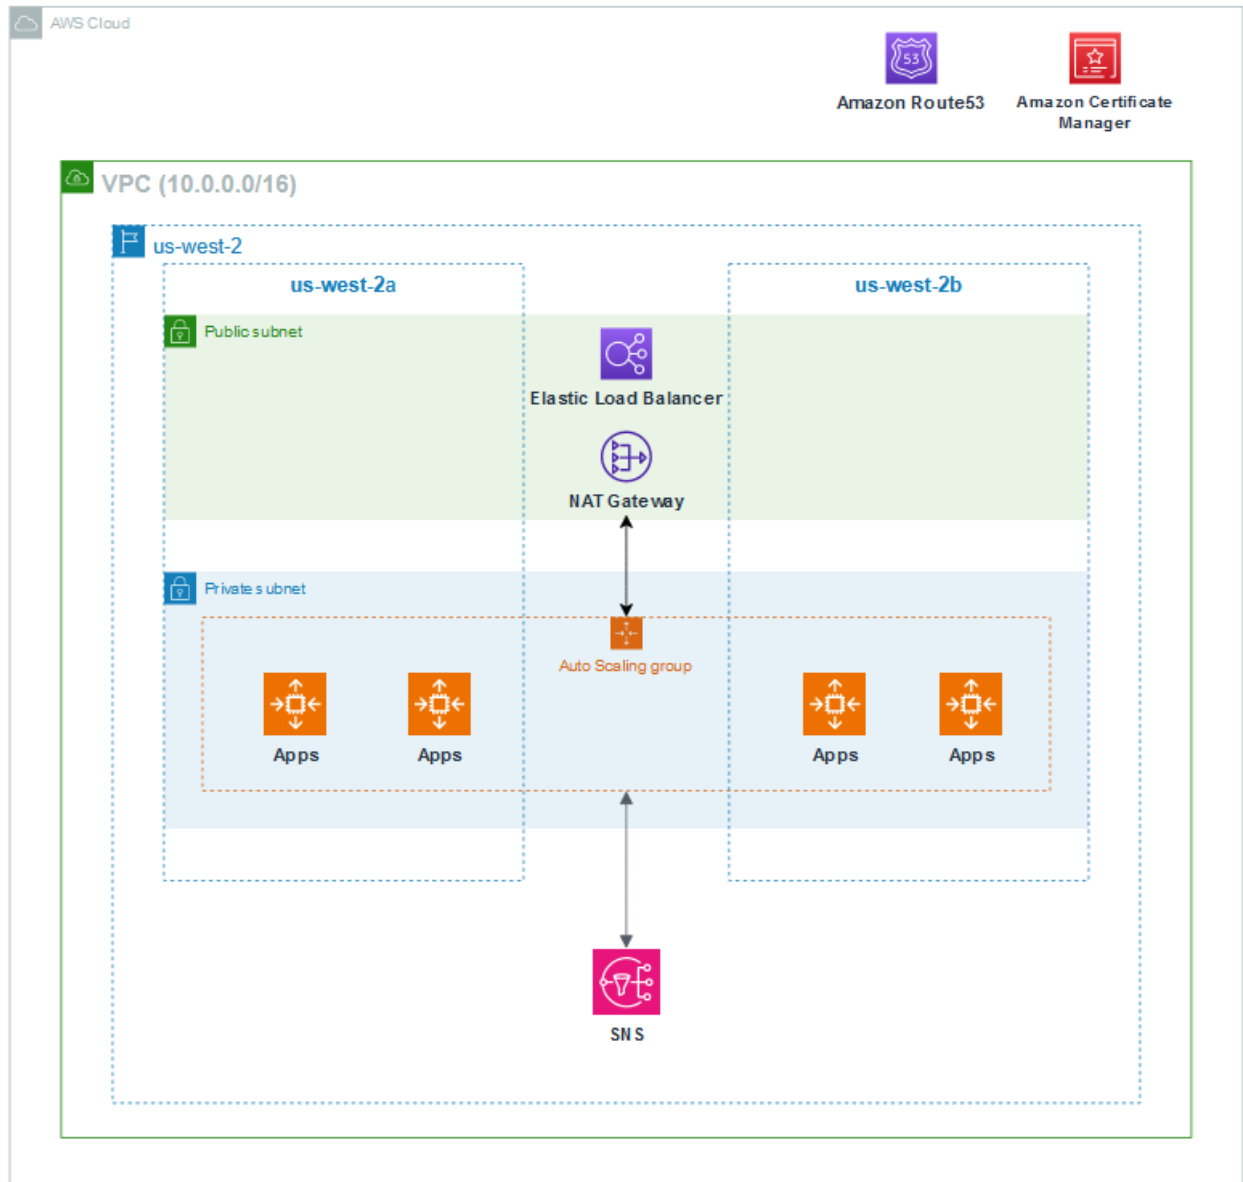 AWS Cloud
53
Amazon Route53
Amazon Certificate
Manager
VPC (10.0.0.0/16)
us-west-2
us-west-2a
us-west-2b
Public subnet
Elastic Load Balancer
NAT Gateway
Private subnet
Auto Scaling group
Apps
Apps
Apps
Apps
SNS